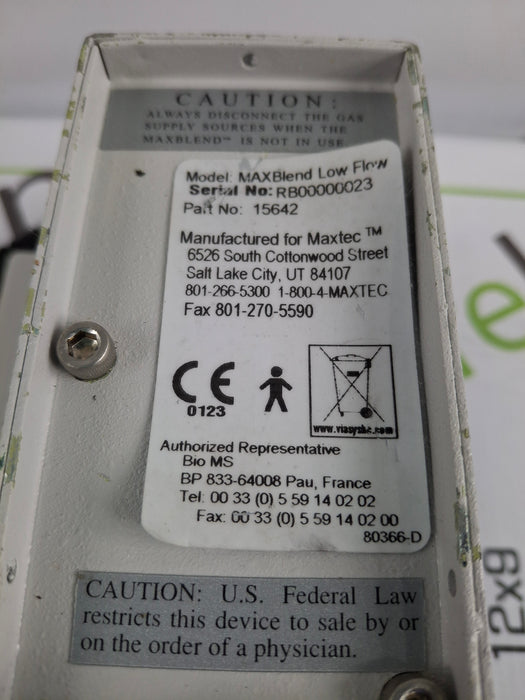 CAUTION:
ALWAYS DISCONNECT THE GAS
SUPPLY SOURCES WHEN THE
MAXBLEND™ IS NOT IN USE.
Model: MAXBlend Low Flow
Serial No: RB00000023
Part No: 15642
Manufactured for Maxtec ™
6526 South Cottonwood Street
Salt Lake City, UT 84107
801-266-5300 1-800-4-MAXTEC
Fax 801-270-5590
CE
0123
www.viasyshc.com
Authorized Representative
Bio MS
BP 833-64008 Pau, France
Tel: 00 33 (0) 5 59 14 02 02
Fax: 00 33 (0) 5 59 14 02 00
80366-D
CAUTION: U.S. Federal Law
restricts this device to sale by or
on the order of a physician.
12x9